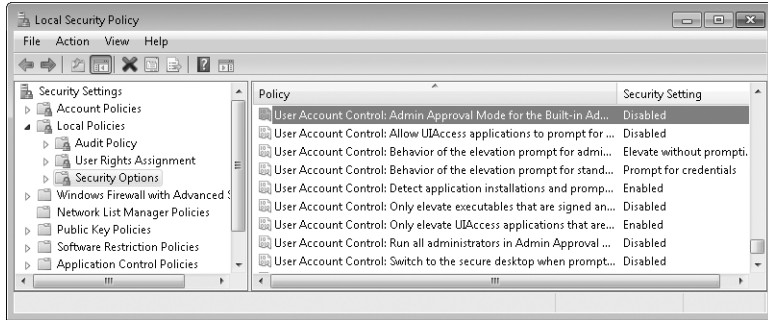 Local Security Policy
File Action View Help
Security Settings
Account Policies
Local Policies
Audit Policy
User Rights Assignment
Security Options
Windows Firewall with Advanced S
Network List Manager Policies
Public Key Policies
Software Restriction Policies
Application Control Policies
Policy Security Setting
User Account Control: Admin Approval Mode for the Built-in Ad... Disabled
User Account Control: Allow UIAccess applications to prompt for ... Disabled
User Account Control: Behavior of the elevation prompt for admi... Elevate without prompti.
User Account Control: Behavior of the elevation prompt for stand... Prompt for credentials
User Account Control: Detect application installations and promp... Enabled
User Account Control: Only elevate executables that are signed an... Disabled
User Account Control: Only elevate UIAccess applications that are... Enabled
User Account Control: Run all administrators in Admin Approval ... Disabled
User Account Control: Switch to the secure desktop when prompt... Disabled